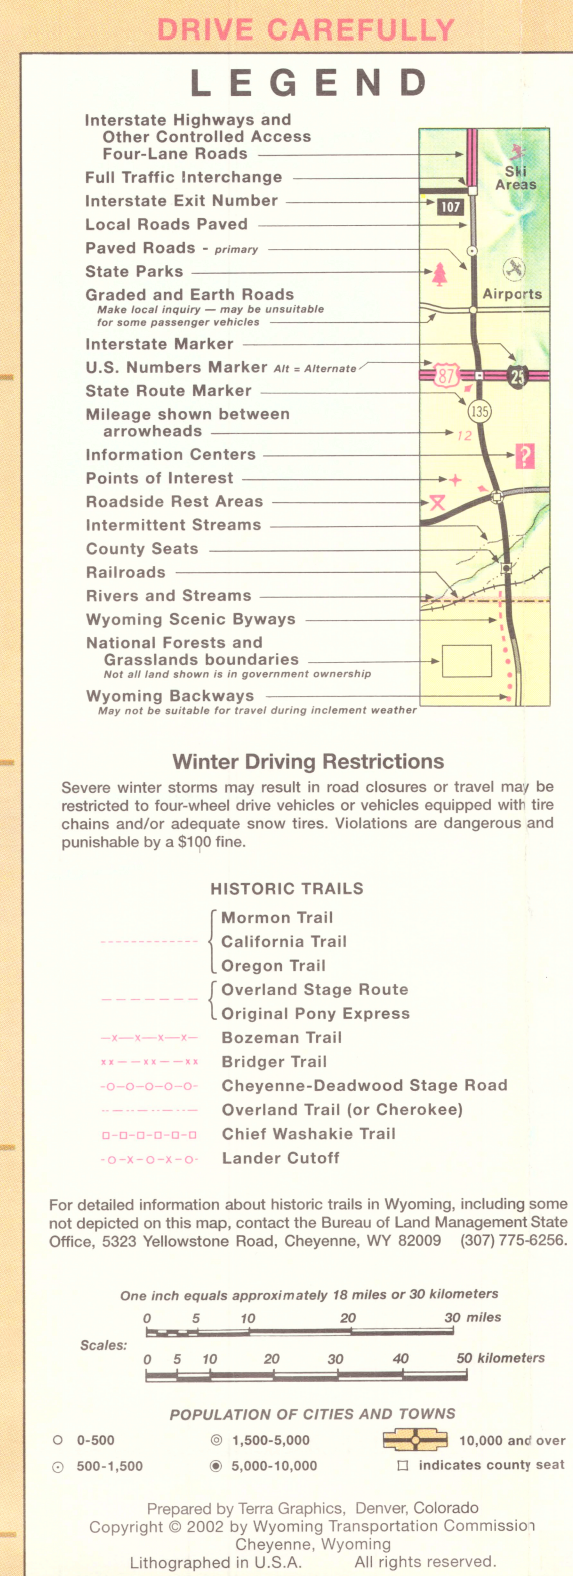 DRIVE CAREFULLY
LEGEND
Interstate Highways and
Other Controlled Access
Four-Lane Roads
Full Traffic Interchange
Interstate Exit Number
Local Roads Paved
Paved Roads - primary
State Parks
Graded and Earth Roads
Make local inquiry — may be unsuitable
for some passenger vehicles
Interstate Marker
U.S. Numbers Marker Alt = Alternate
State Route Marker
Mileage shown between
arrowheads
Information Centers
Points of Interest
Roadside Rest Areas
Intermittent Streams
County Seats
Railroads
Rivers and Streams
Wyoming Scenic Byways
National Forests and
Grasslands boundaries
Not all land shown is in government ownership
Wyoming Backways
May not be suitable for travel during inclement weather
Ski
Areas
107
Airports
87
25
135
12
?
Winter Driving Restrictions
Severe winter storms may result in road closures or travel may be
restricted to four-wheel drive vehicles or vehicles equipped with tire
chains and/or adequate snow tires. Violations are dangerous and
punishable by a $100 fine.
HISTORIC TRAILS
Mormon Trail
California Trail
Oregon Trail
Overland Stage Route
Original Pony Express
Bozeman Trail
Bridger Trail
Cheyenne-Deadwood Stage Road
Overland Trail (or Cherokee)
Chief Washakie Trail
Lander Cutoff
For detailed information about historic trails in Wyoming, including some
not depicted on this map, contact the Bureau of Land Management State
Office, 5323 Yellowstone Road, Cheyenne, WY 82009 (307) 775-6256.
One inch equals approximately 18 miles or 30 kilometers
0 5 10 20 30 miles
Scales:
0 5 10 20 30 40 50 kilometers
POPULATION OF CITIES AND TOWNS
0-500 1,500-5,000 10,000 and over
500-1,500 5,000-10,000 indicates county seat
Prepared by Terra Graphics, Denver, Colorado
Copyright © 2002 by Wyoming Transportation Commission
Cheyenne, Wyoming
Lithographed in U.S.A. All rights reserved.